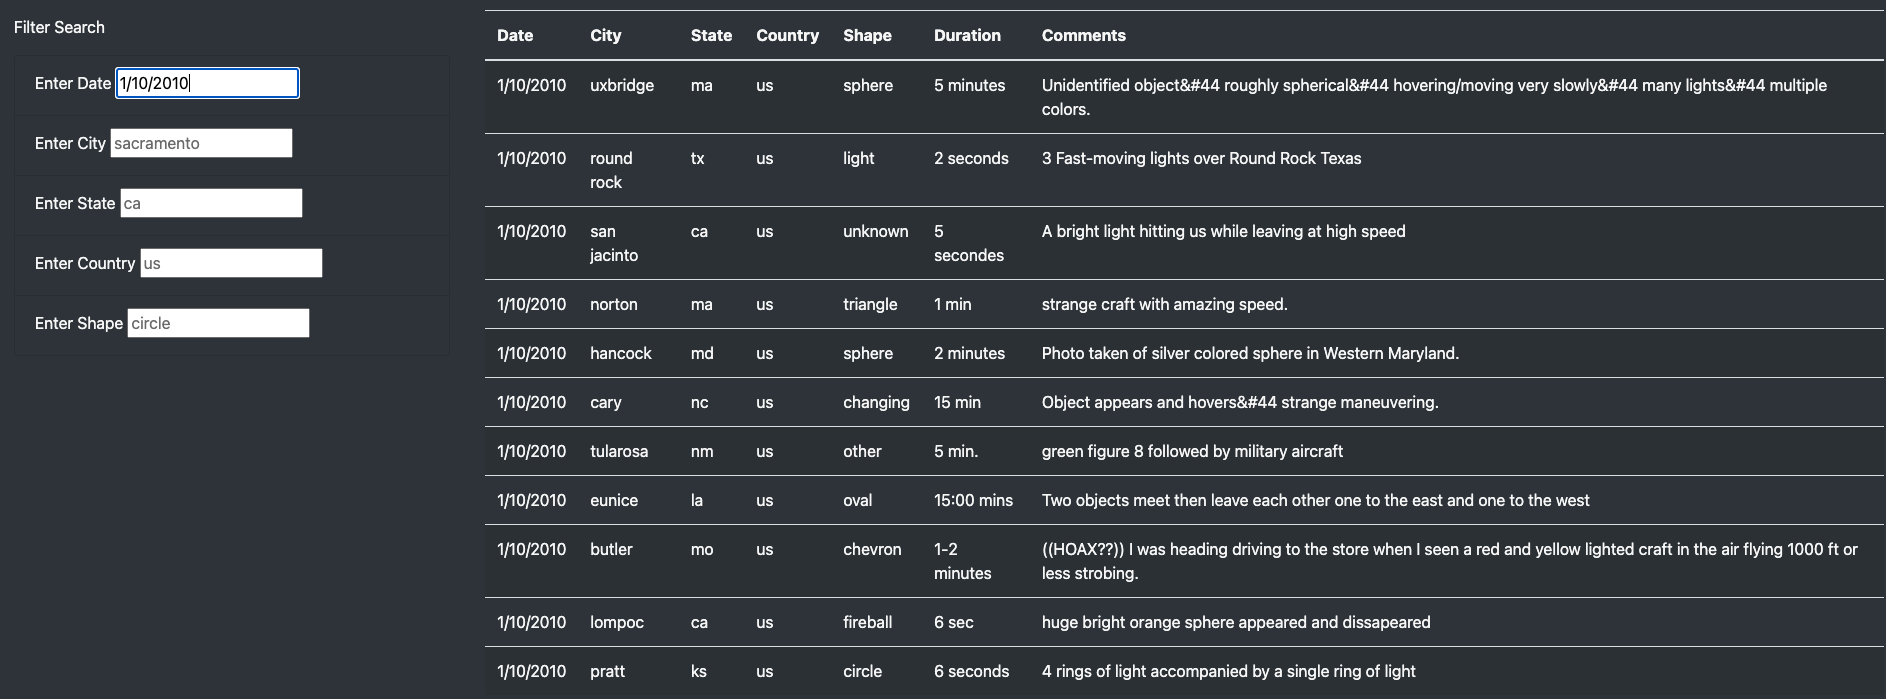 Filter Search
Enter Date 1/10/2010
Enter City sacramento
Enter State ca
Enter Country us
Enter Shape circle
Date City State Country Shape Duration Comments
1/10/2010 uxbridge ma us sphere 5 minutes Unidentified object&#44 roughly spherical&#44 hovering/moving very slowly&#44 many lights&#44 multiple
colors.
1/10/2010 round tx us light 2 seconds 3 Fast-moving lights over Round Rock Texas
rock
1/10/2010 san ca us unknown 5 A bright light hitting us while leaving at high speed
jacinto secondes
1/10/2010 norton ma us triangle 1 min strange craft with amazing speed.
1/10/2010 hancock md us sphere 2 minutes Photo taken of silver colored sphere in Western Maryland.
1/10/2010 cary nc us changing 15 min Object appears and hovers&#44 strange maneuvering.
1/10/2010 tularosa nm us other 5 min. green figure 8 followed by military aircraft
1/10/2010 eunice la us oval 15:00 mins Two objects meet then leave each other one to the east and one to the west
1/10/2010 butler mo us chevron 1-2 ((HOAX??)) I was heading driving to the store when I seen a red and yellow lighted craft in the air flying 1000 ft or
minutes less strobing.
1/10/2010 lompoc ca us fireball 6 sec huge bright orange sphere appeared and dissapeared
1/10/2010 pratt ks us circle 6 seconds 4 rings of light accompanied by a single ring of light